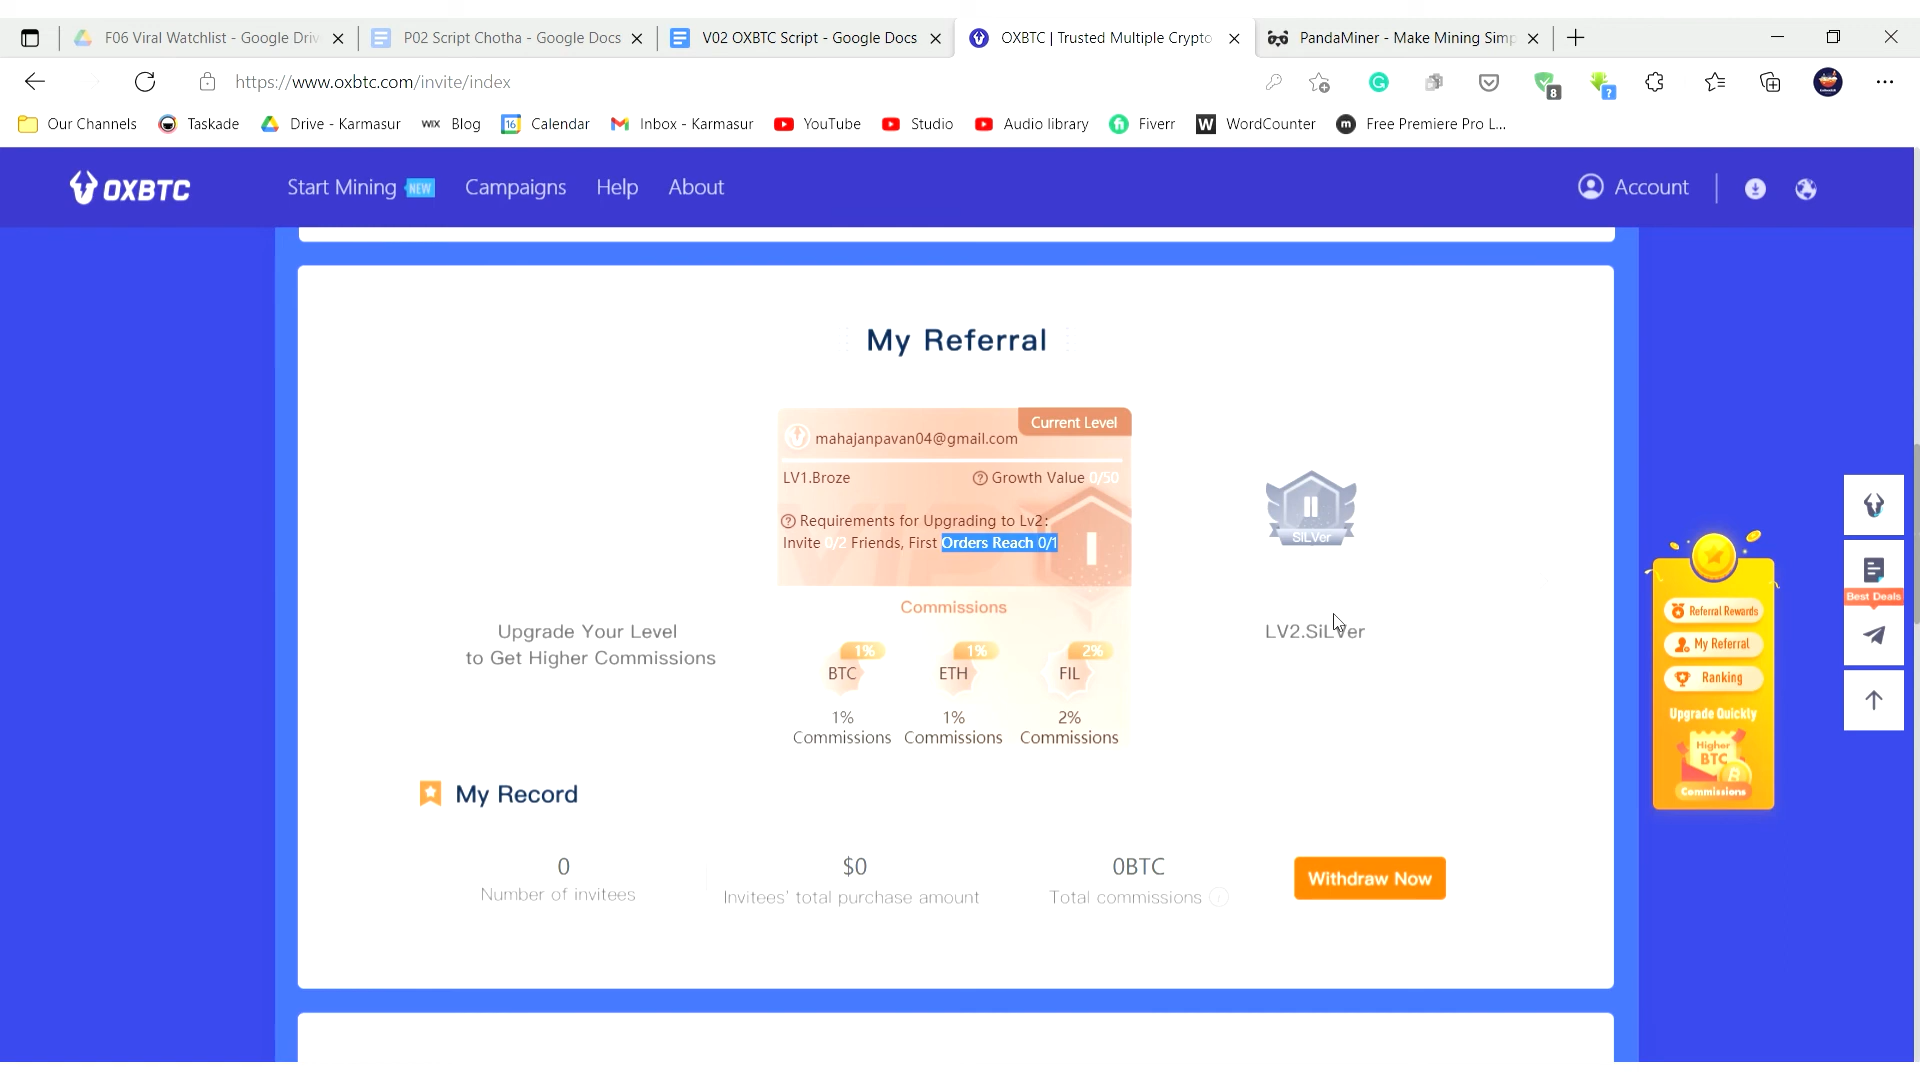 F06 Viral Watchlist - Google Driv
P02 Script Chotha - Google Docs
V02 OXBTC Script - Google Docs
OXBTC | Trusted Multiple Crypto
PandaMiner - Make Mining Simp
https://www.oxbtc.com/invite/index
8
?
Our Channels
Taskade
Drive - Karmasur
WIX Blog
16 Calendar
Inbox - Karmasur
YouTube
Studio
Audio library
Fiverr
W WordCounter
m Free Premiere Pro L...
OXBTC
Start Mining NEW
Campaigns
Help
About
Account
My Referral
Current Level
mahajanpavan04@gmail.com
LV1.Broze
Growth Value 0/50
Requirements for Upgrading to Lv2:
Invite 0/2 Friends, First Orders Reach 0/1
VIP
I
Commissions
1%
BTC
1%
Commissions
1%
ETH
1%
Commissions
2%
FIL
2%
Commissions
Upgrade Your Level
to Get Higher Commissions
II
SILVer
LV2.SiLVer
My Record
0
Number of invitees
$0
Invitees' total purchase amount
0BTC
Total commissions
Withdraw Now
Referral Rewards
My Referral
Ranking
Upgrade Quickly
Higher
BTC
Commissions
Best Deals